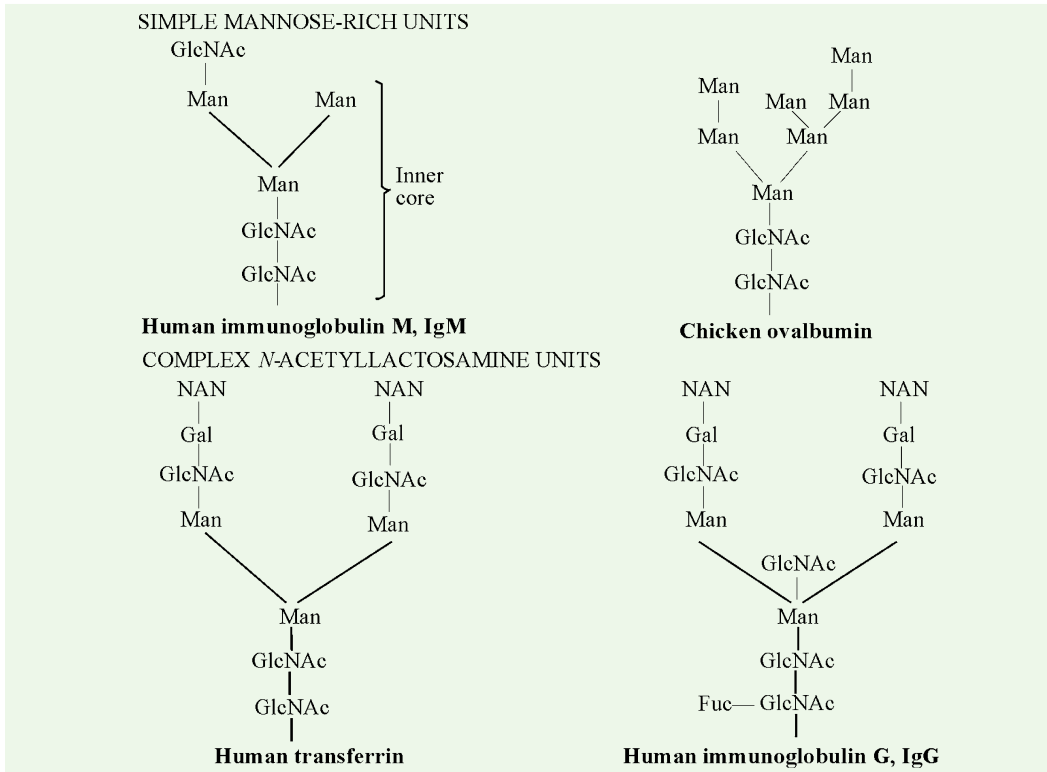 SIMPLE MANNOSE-RICH UNITS
GlcNAc
Man Man
Man
GlcNAc
GlcNAc
Inner
core
Human immunoglobulin M, IgM
Man
Man
Man Man
Man Man
Man
GlcNAc
GlcNAc
Chicken ovalbumin
COMPLEX N-ACETYLLACTOSAMINE UNITS
NAN NAN
Gal Gal
GlcNAc GlcNAc
Man Man
Man
GlcNAc
GlcNAc
Human transferrin
NAN NAN
Gal Gal
GlcNAc GlcNAc
Man Man
GlcNAc
Man
GlcNAc
Fuc—GlcNAc
Human immunoglobulin G, IgG